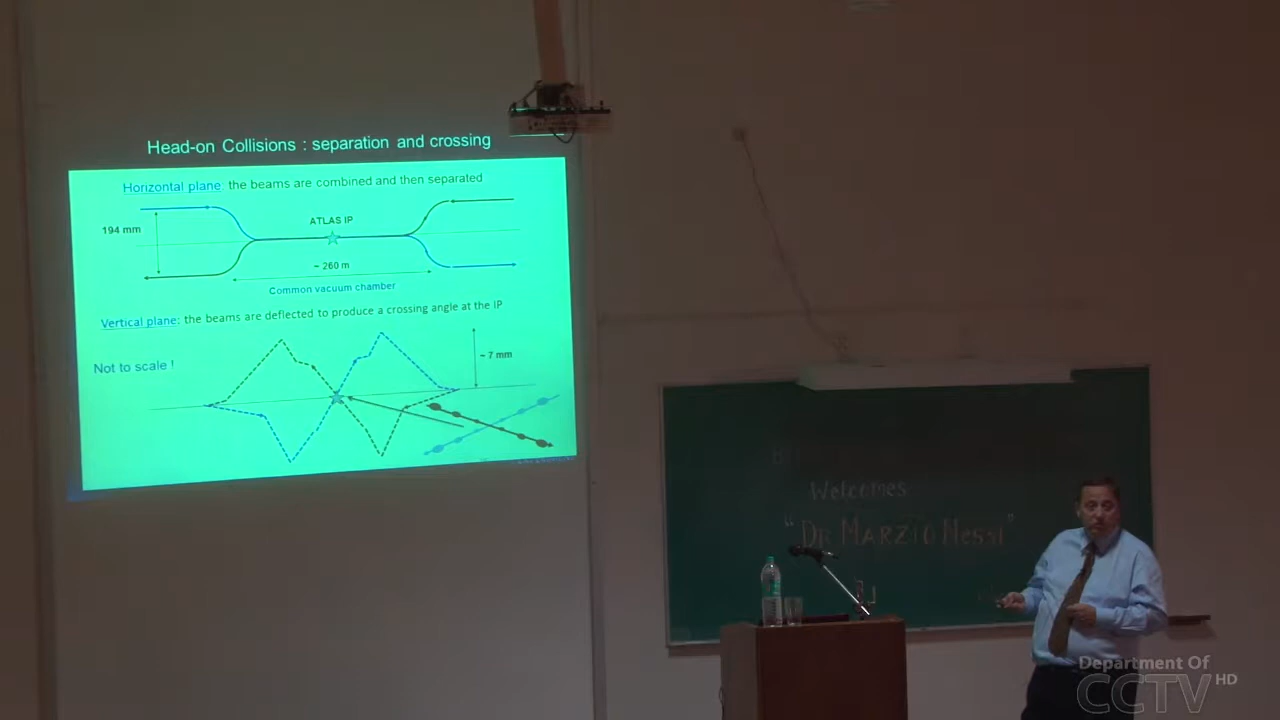 Head-on Collisions : separation and crossing
Horizontal plane: the beams are combined and then separated
194 mm
ATLAS IP
~ 260 m
Common vacuum chamber
Vertical plane: the beams are deflected to produce a crossing angle at the IP
Not to scale !
~ 7 mm
Welcomes
"DR MARZIO Nessi"
Department Of
CCTV HD